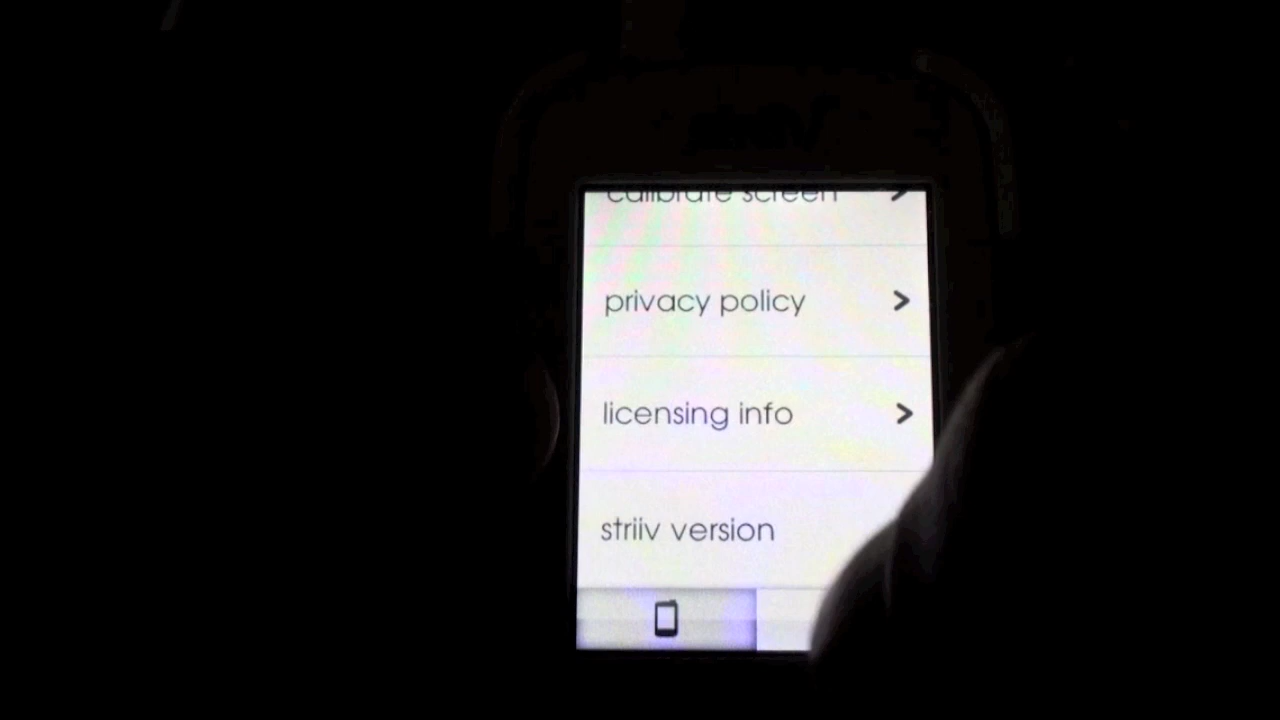 calibrate screen
privacy policy
licensing info
striiv version